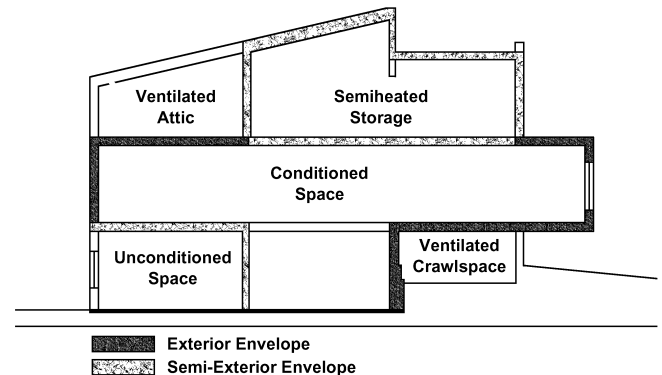 Ventilated
Attic
Semiheated
Storage
Conditioned
Space
Unconditioned
Space
Ventilated
Crawlspace
Exterior Envelope
Semi-Exterior Envelope